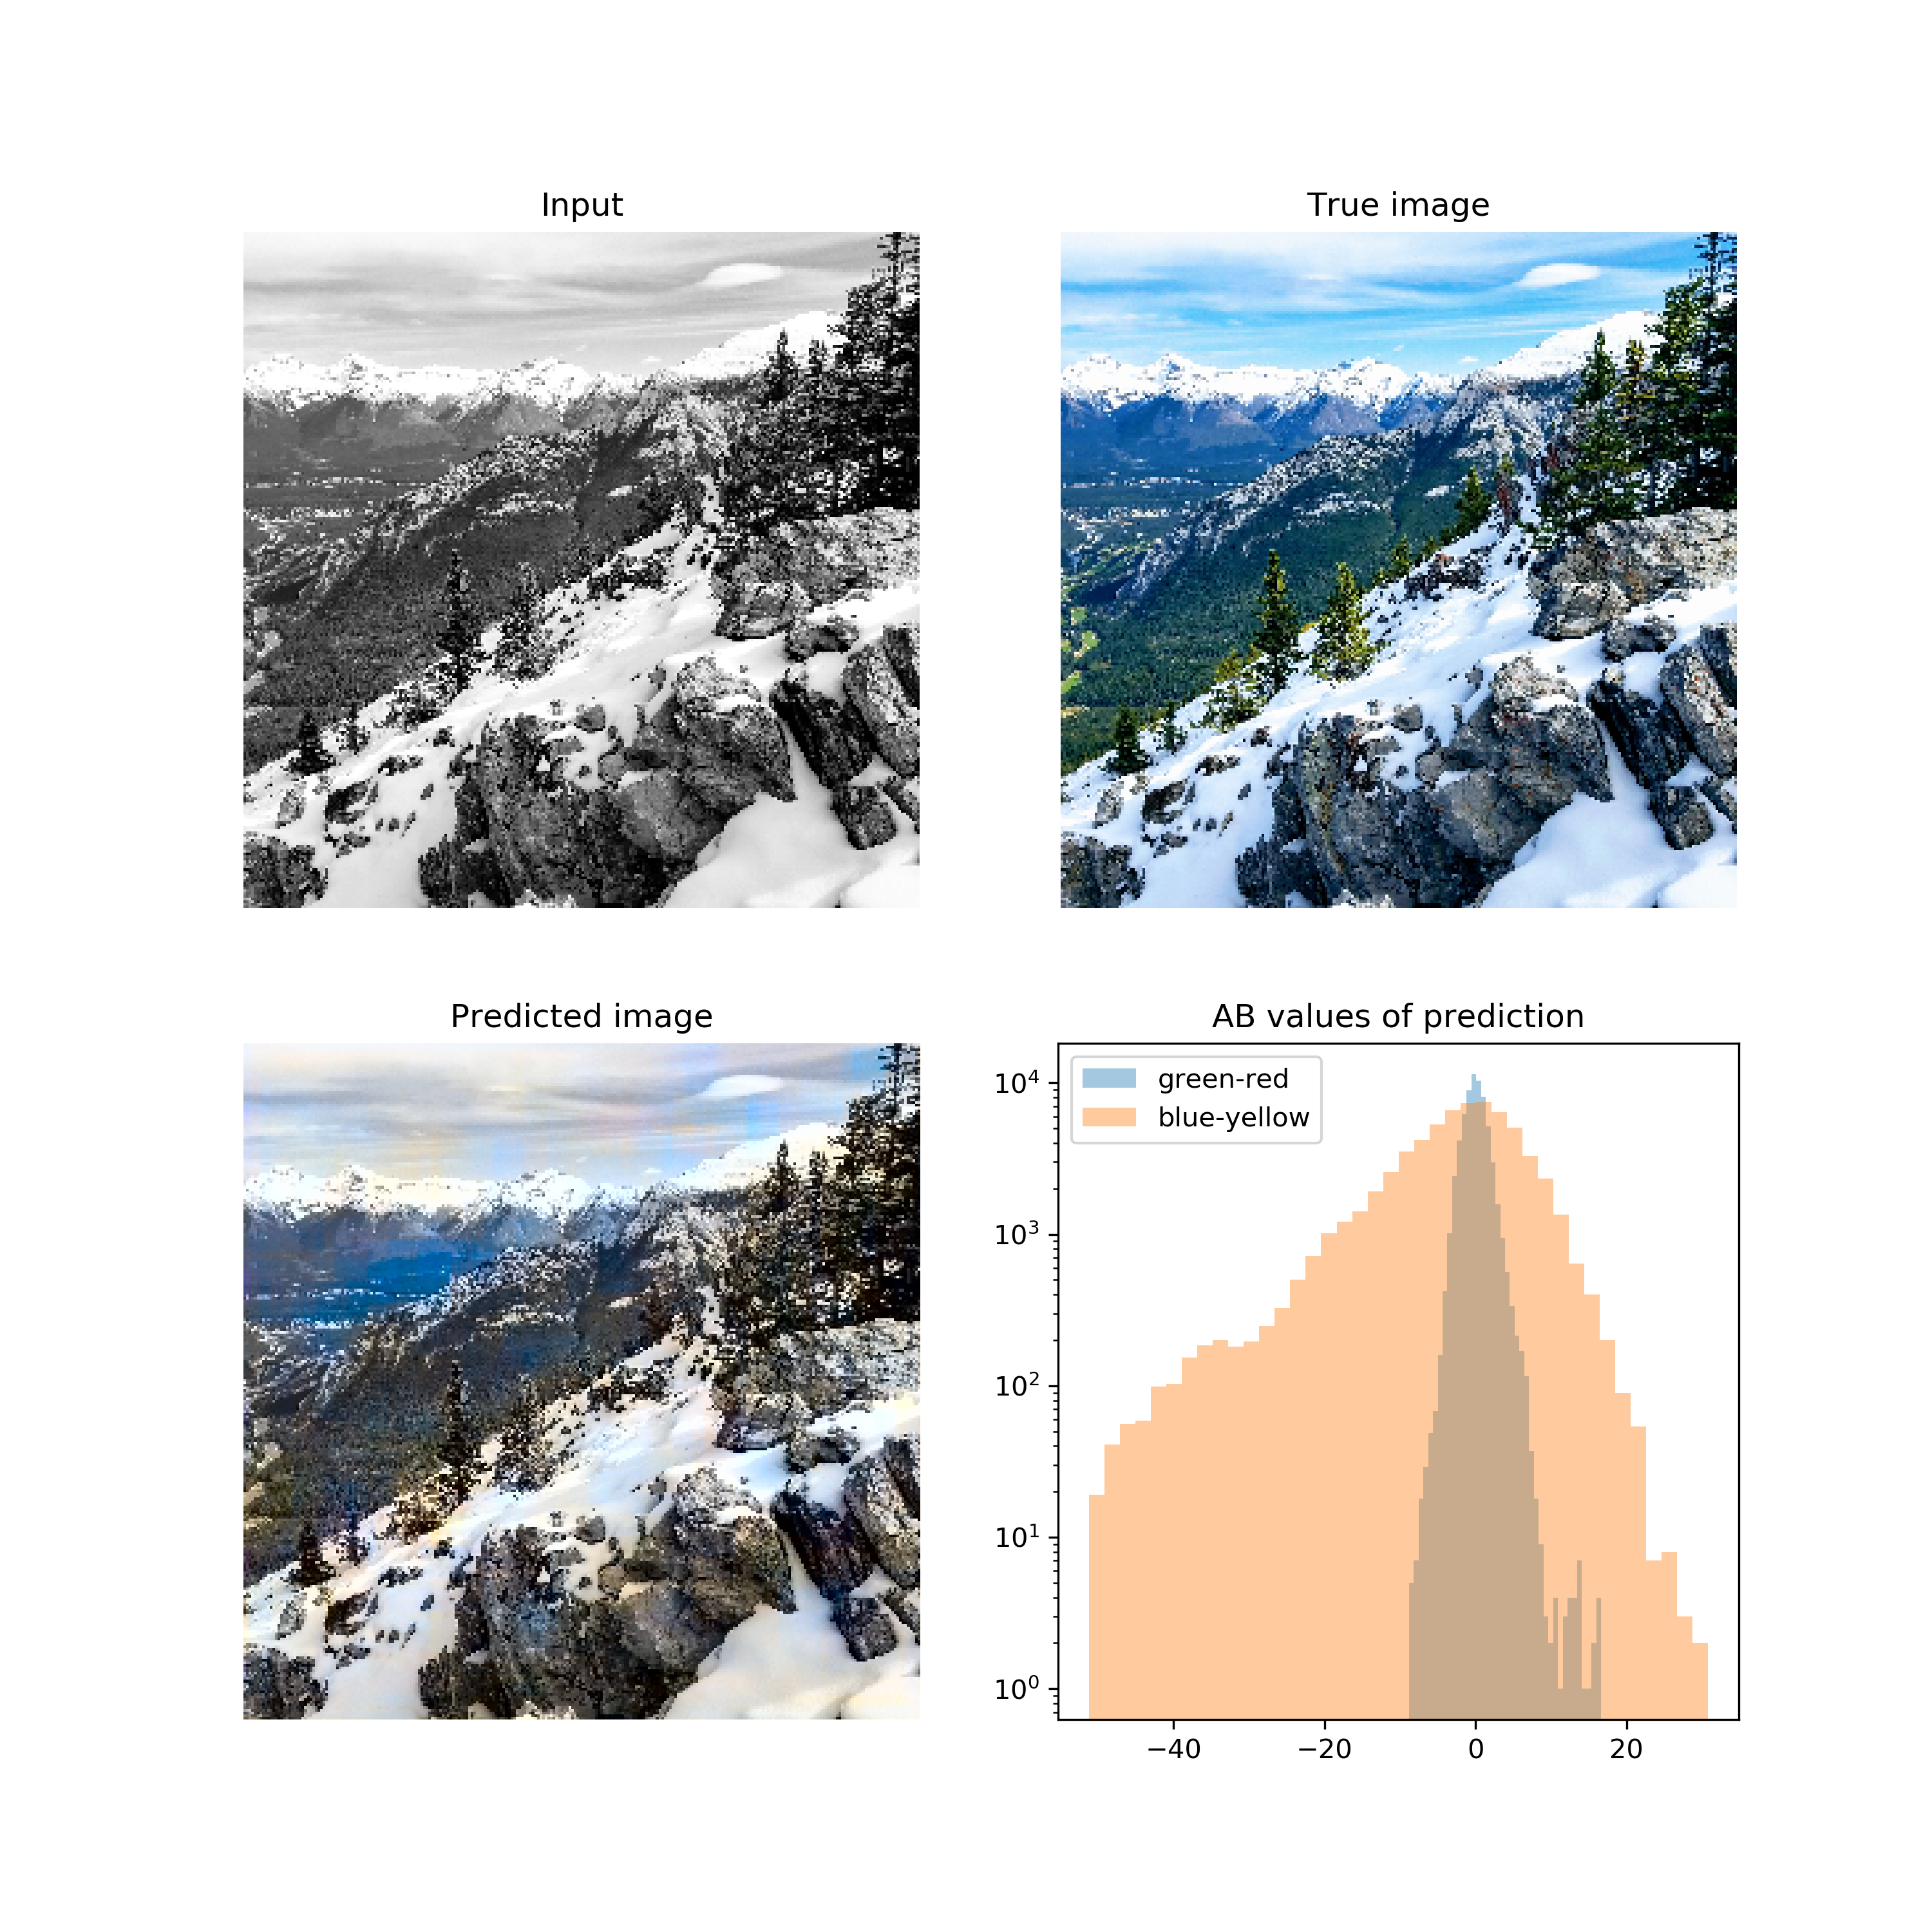 Input
True image
Predicted image
AB values of prediction
green-red
blue-yellow
10⁴
10³
10²
10¹
10⁰
−40
−20
0
20